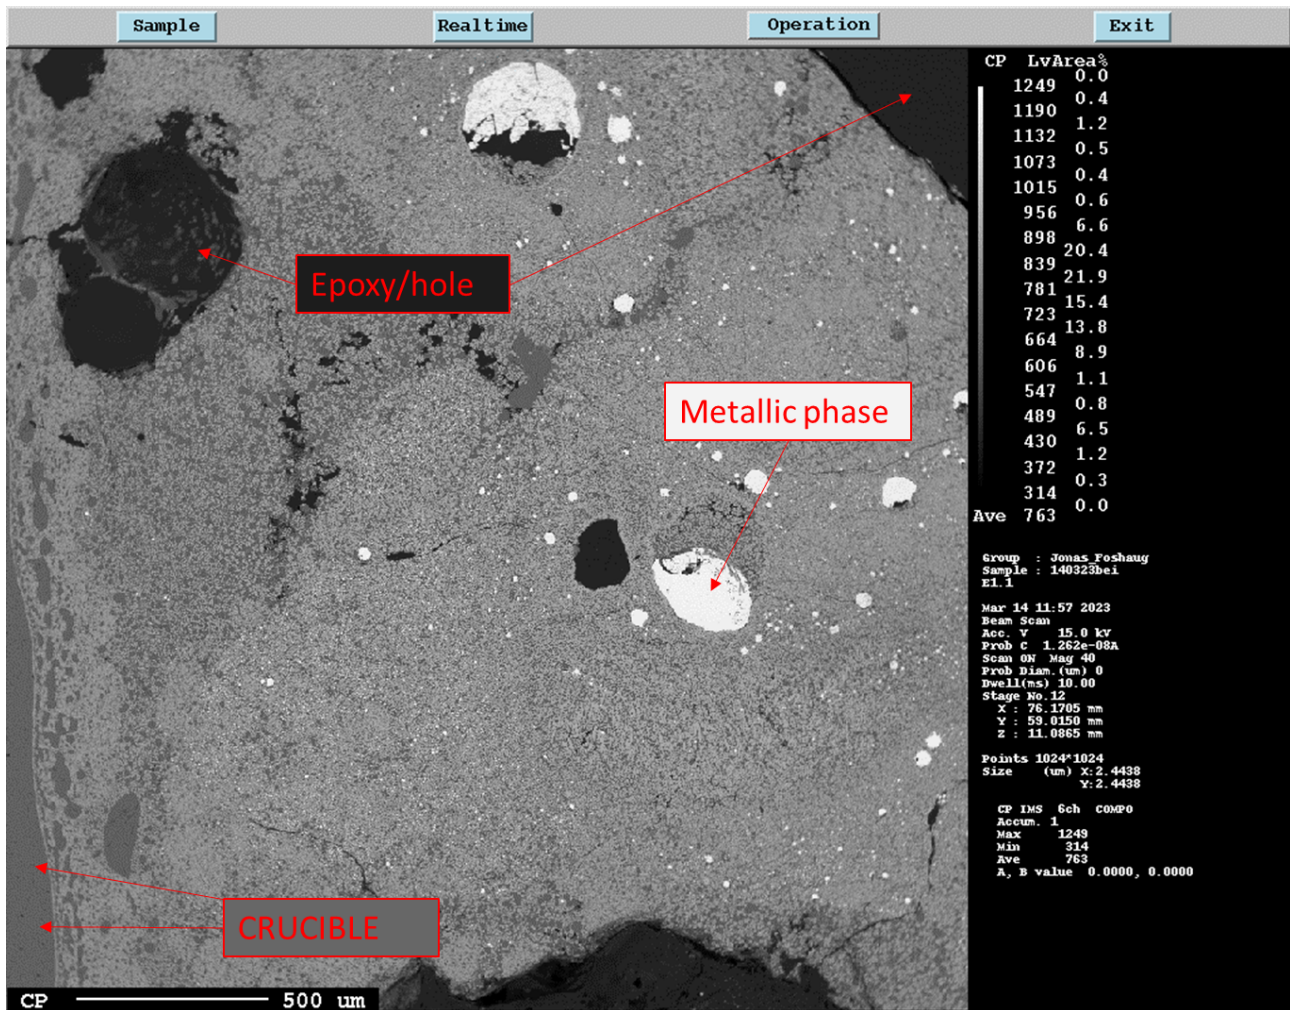 Sample Realtime Operation Exit
CP LvArea%
0.0
1249
0.4
1190
1.2
1132
0.5
1073
0.4
1015
0.6
956
6.6
898
20.4
839
21.9
781
15.4
723
13.8
664
8.9
606
1.1
547
0.8
489
6.5
430
1.2
372
0.3
314
0.0
Ave 763
Epoxy/hole
Metallic phase
CRUCIBLE
Group : Jonas_Foshaug
Sample : 140323bei
E1.1
Mar 14 11:57 2023
Beam Scan
Acc. V 15.0 kV
Prob C 1.262e-08A
Scan ON Mag 40
Prob Diam.(um) 0
Dwell(ms) 10.00
Stage No.12
X : 76.1705 mm
Y : 59.0150 mm
Z : 11.0865 mm
Points 1024*1024
Size (um) X:2.4438
Y:2.4438
CP IMS 6ch COMPO
Accum. 1
Max 1249
Min 314
Ave 763
A, B value 0.0000, 0.0000
CP 500 um